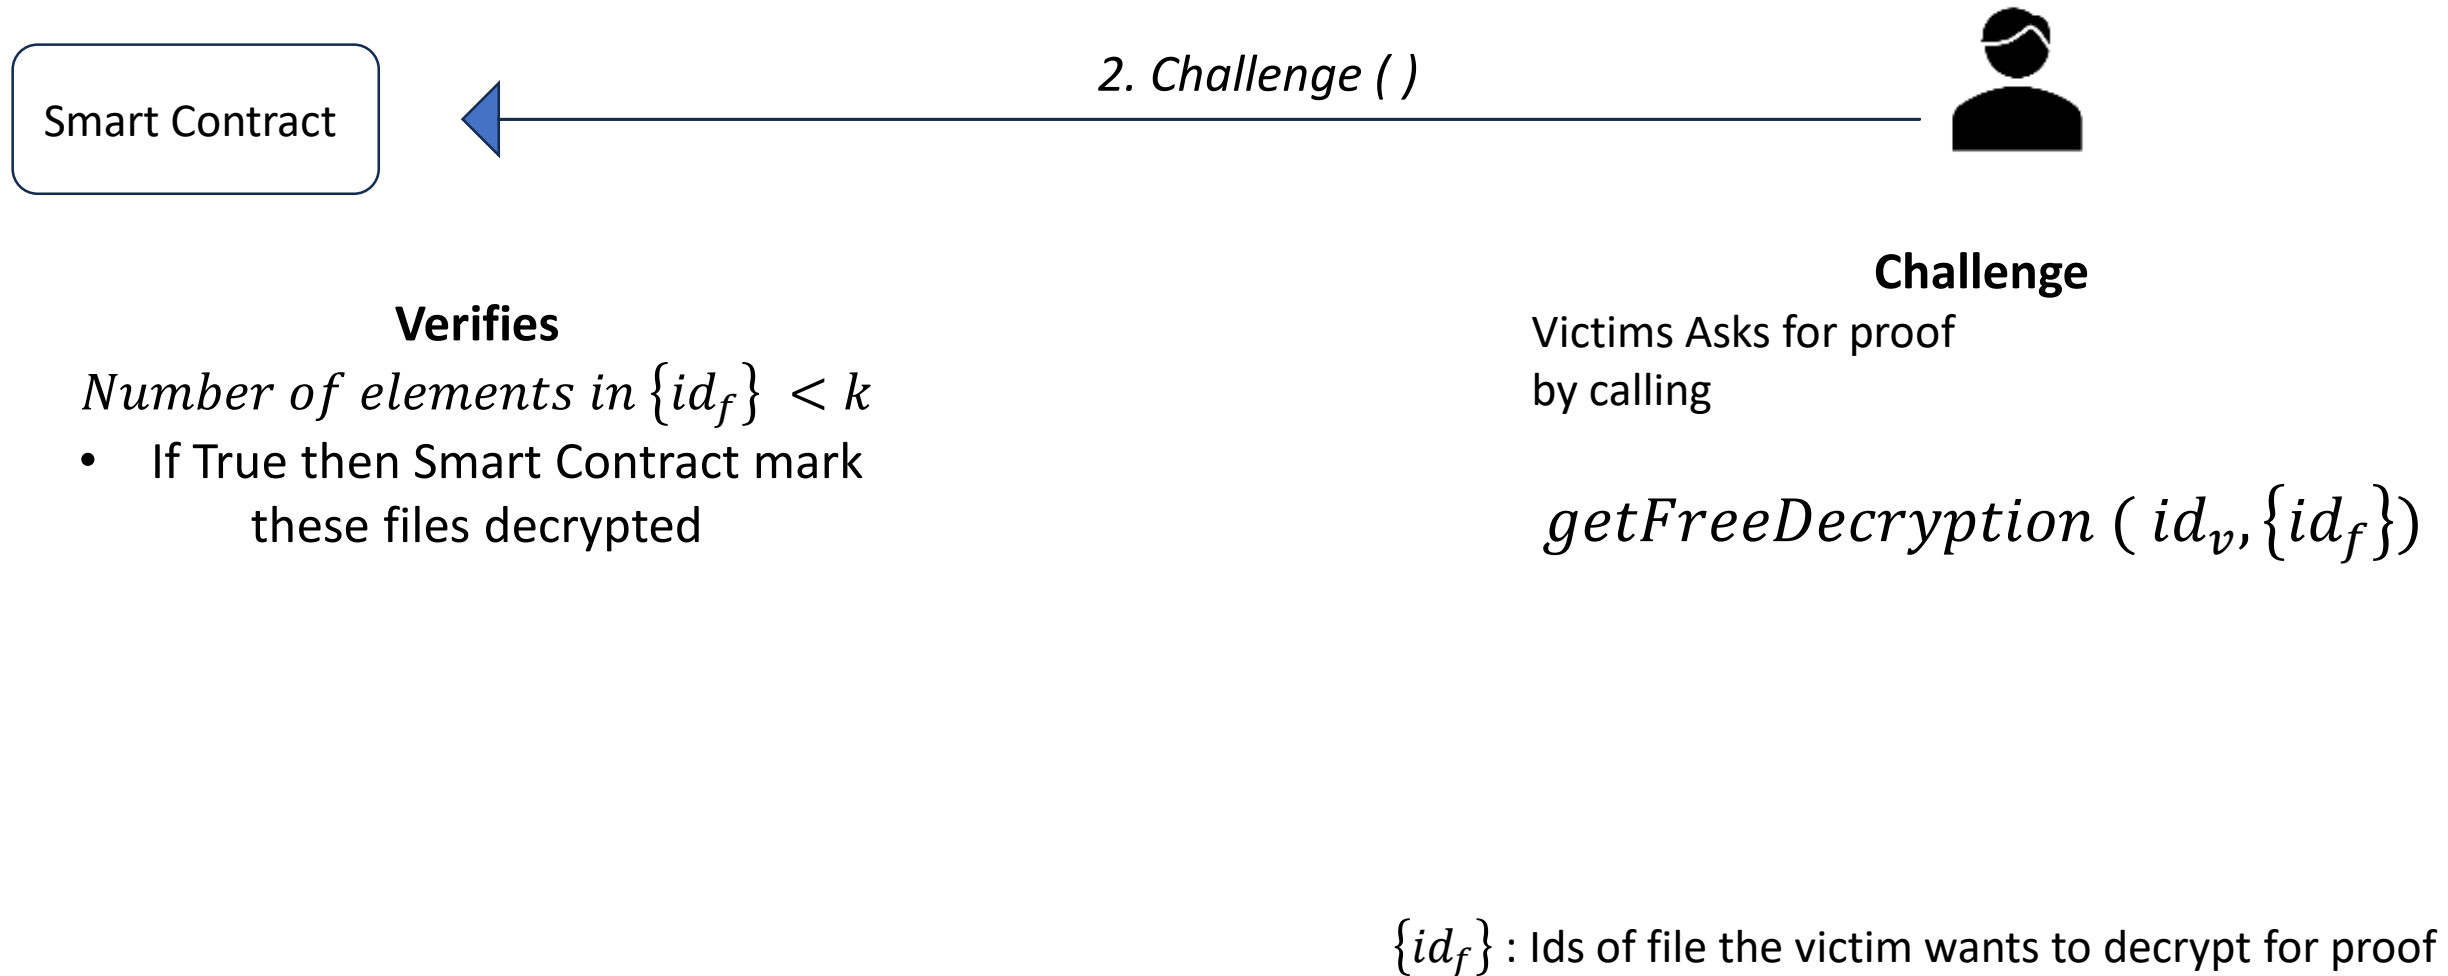 Smart Contract
2. Challenge ( )
Verifies
Number of elements in {id_f} < k
• If True then Smart Contract mark
these files decrypted
Challenge
Victims Asks for proof
by calling
getFreeDecryption ( id_v, {id_f})
{id_f} : Ids of file the victim wants to decrypt for proof